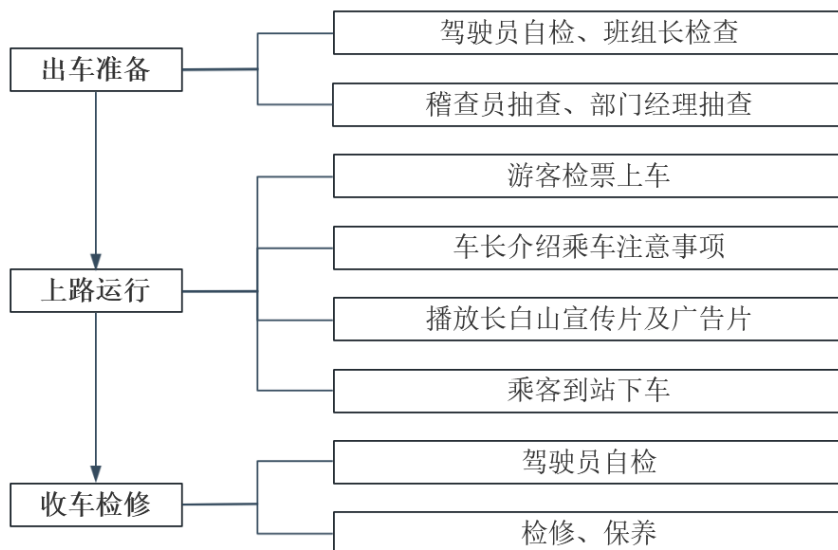 出车准备
驾驶员自检、班组长检查
稽查员抽查、部门经理抽查
上路运行
游客检票上车
车长介绍乘车注意事项
播放长白山宣传片及广告片
乘客到站下车
收车检修
驾驶员自检
检修、保养